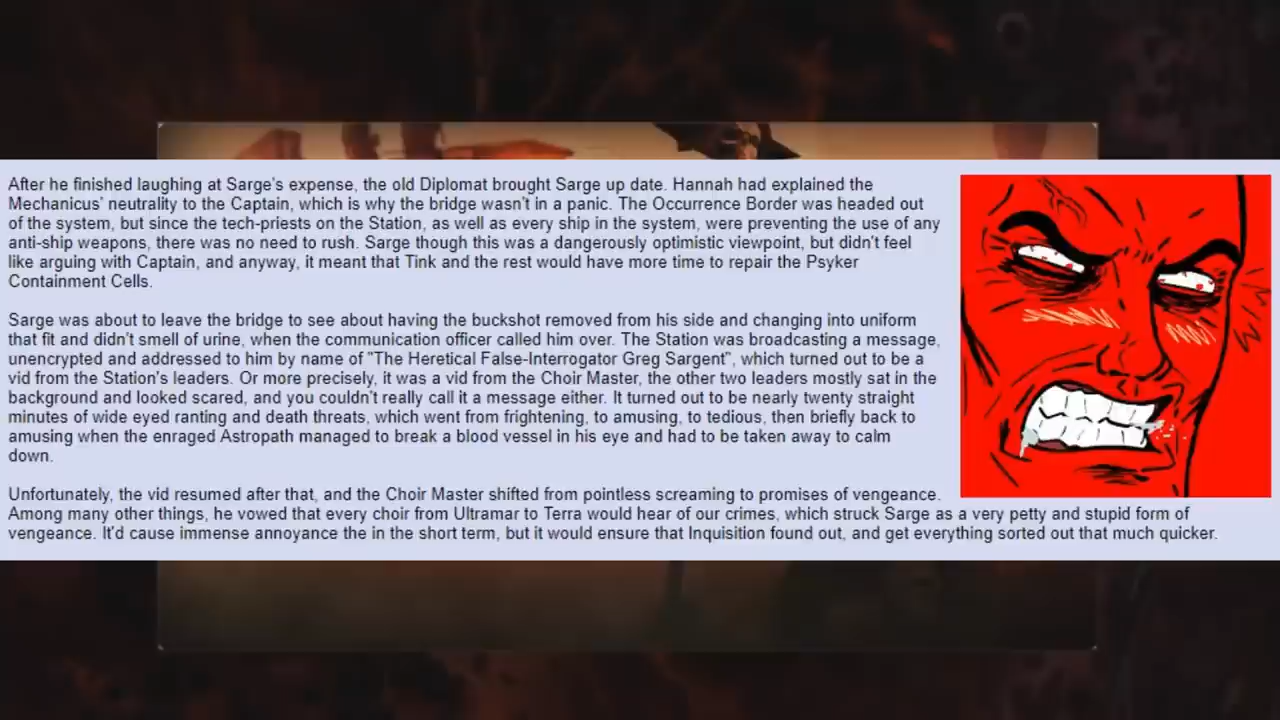 After he finished laughing at Sarge's expense, the old Diplomat brought Sarge up date. Hannah had explained the
Mechanicus' neutrality to the Captain, which is why the bridge wasn't in a panic. The Occurrence Border was headed out
of the system, but since the tech-priests on the Station, as well as every ship in the system, were preventing the use of any
anti-ship weapons, there was no need to rush. Sarge though this was a dangerously optimistic viewpoint, but didn't feel
like arguing with Captain, and anyway, it meant that Tink and the rest would have more time to repair the Psyker
Containment Cells.
Sarge was about to leave the bridge to see about having the buckshot removed from his side and changing into uniform
that fit and didn't smell of urine, when the communication officer called him over. The Station was broadcasting a message,
unencrypted and addressed to him by name of "The Heretical False-Interrogator Greg Sargent", which turned out to be a
vid from the Station's leaders. Or more precisely, it was a vid from the Choir Master, the other two leaders mostly sat in the
background and looked scared, and you couldn't really call it a message either. It turned out to be nearly twenty straight
minutes of wide eyed ranting and death threats, which went from frightening, to amusing, to tedious, then briefly back to
amusing when the enraged Astropath managed to break a blood vessel in his eye and had to be taken away to calm
down.
Unfortunately, the vid resumed after that, and the Choir Master shifted from pointless screaming to promises of vengeance.
Among many other things, he vowed that every choir from Ultramar to Terra would hear of our crimes, which struck Sarge as a very petty and stupid form of
vengeance. It'd cause immense annoyance the in the short term, but it would ensure that Inquisition found out, and get everything sorted out that much quicker.